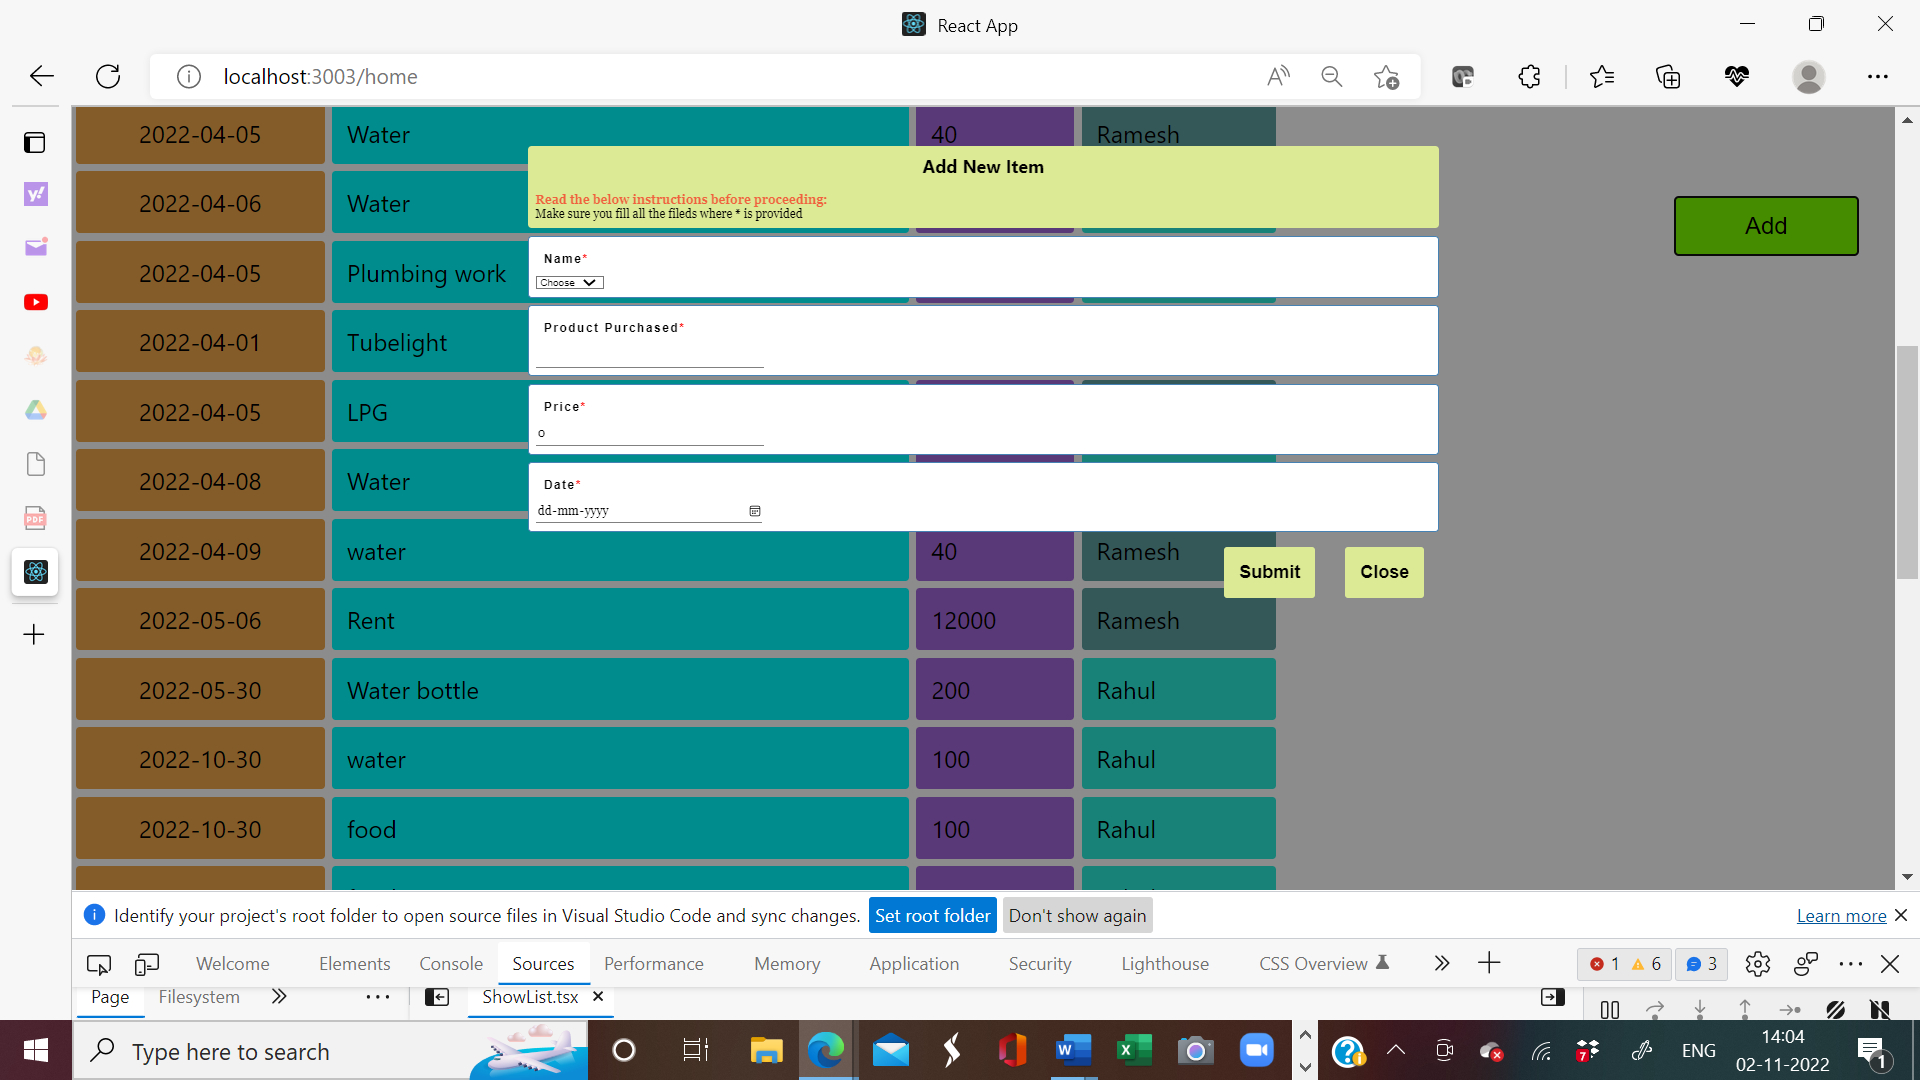 React App
localhost:3003/home
2022-04-05 Water 40 Ramesh
Add New Item
Read the below instructions before proceeding:
Make sure you fill all the fileds where * is provided
2022-04-06 Water
Add
Name*
Choose
2022-04-05 Plumbing work
Product Purchased*
2022-04-01 Tubelight
Price*
0
2022-04-05 LPG
Date*
dd-mm-yyyy
2022-04-08 Water
2022-04-09 water 40 Ramesh
Submit Close
2022-05-06 Rent 12000 Ramesh
2022-05-30 Water bottle 200 Rahul
2022-10-30 water 100 Rahul
2022-10-30 food 100 Rahul
Identify your project's root folder to open source files in Visual Studio Code and sync changes. Set root folder Don't show again Learn more
Welcome Elements Console Sources Performance Memory Application Security Lighthouse CSS Overview 1 6 3
Page Filesystem ShowList.tsx
Type here to search
ENG
14:04
02-11-2022
1